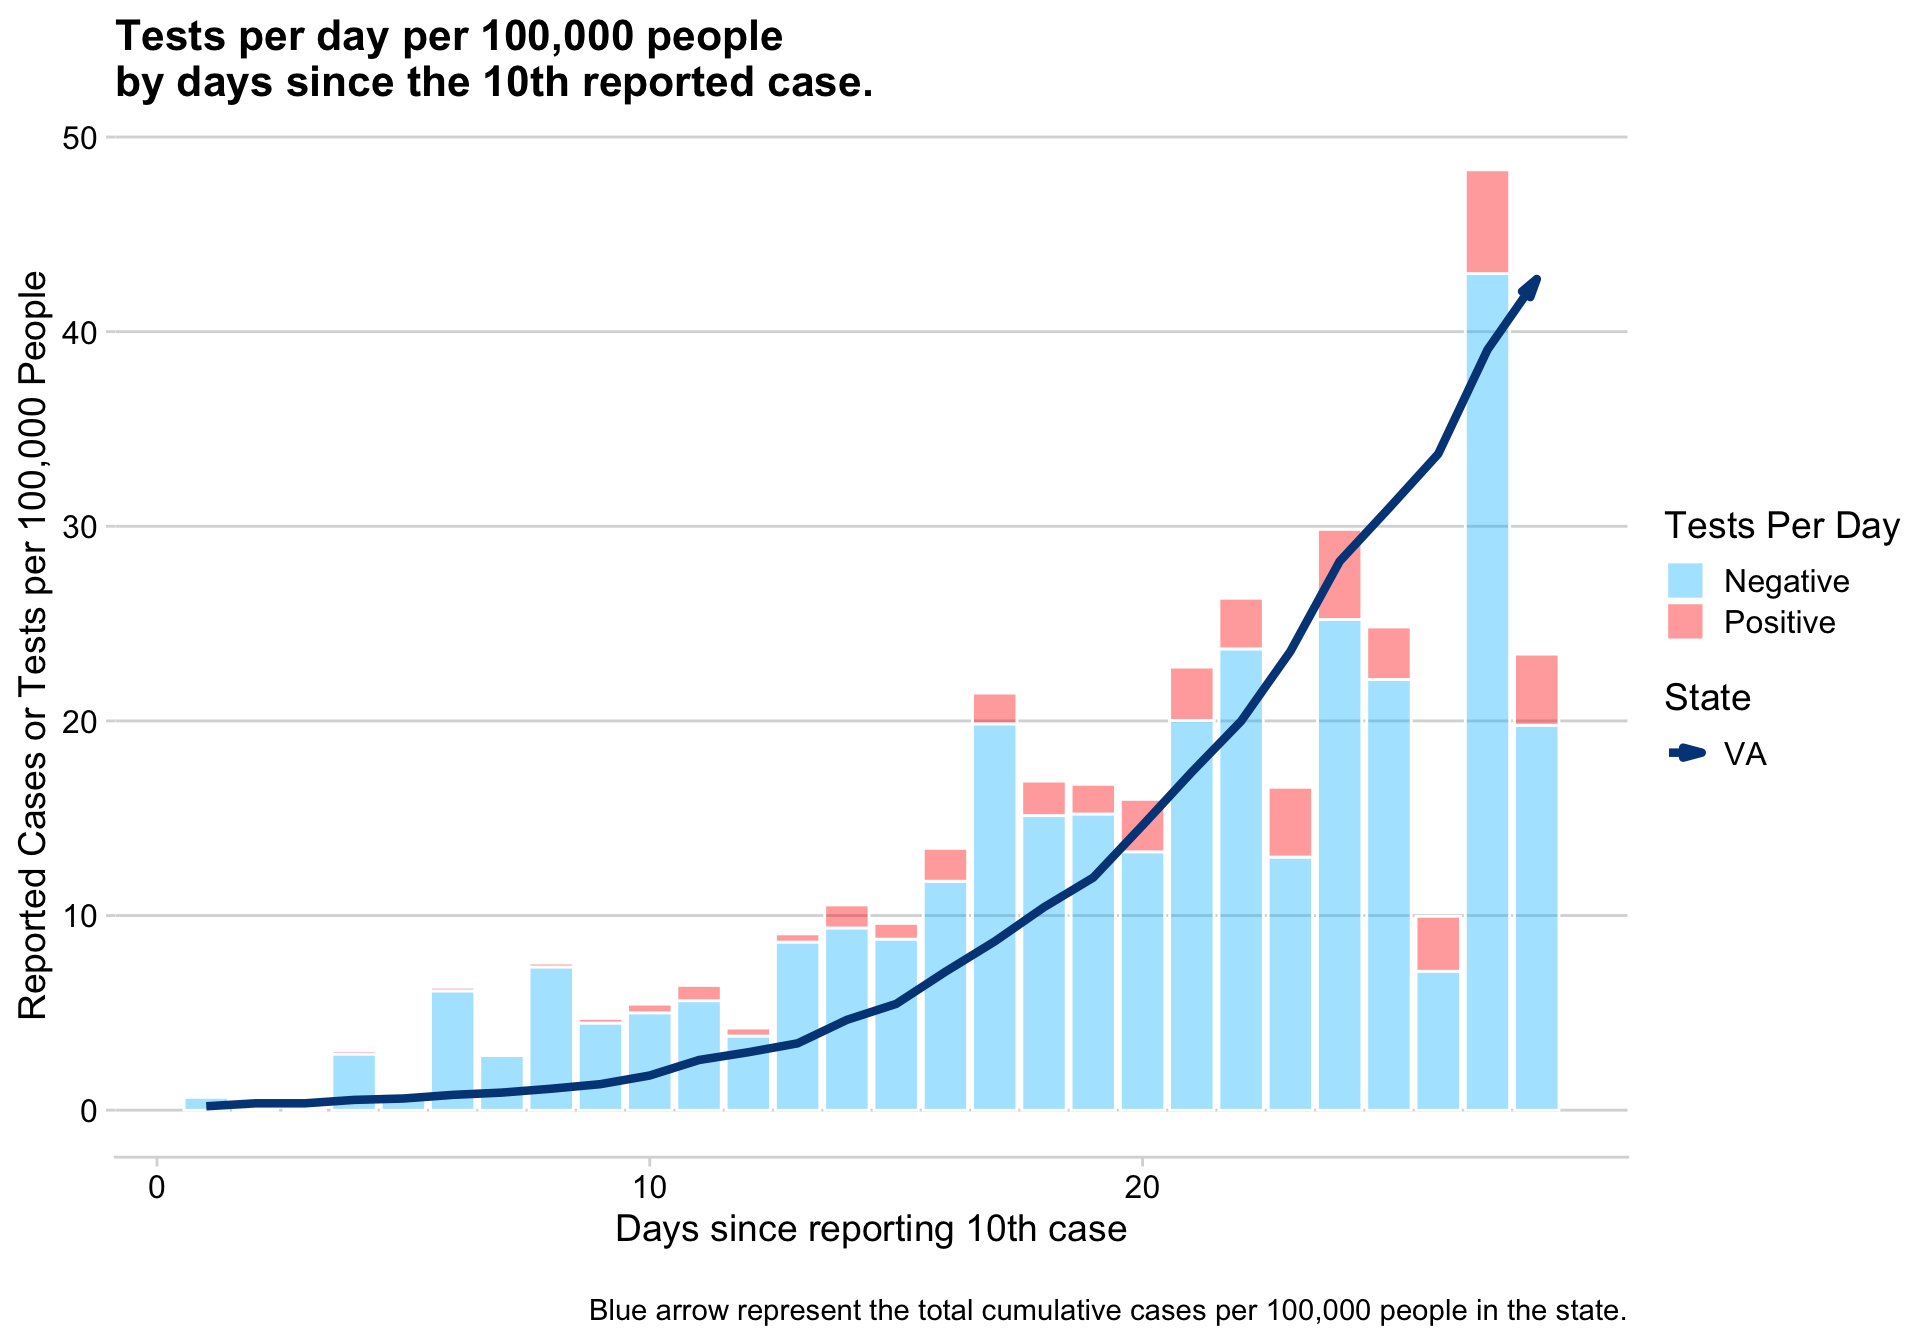 Tests per day per 100,000 people
by days since the 10th reported case.
Reported Cases or Tests per 100,000 People
50
40
30
20
10
0
0
10
20
Days since reporting 10th case
Tests Per Day
Negative
Positive
State
VA
Blue arrow represent the total cumulative cases per 100,000 people in the state.